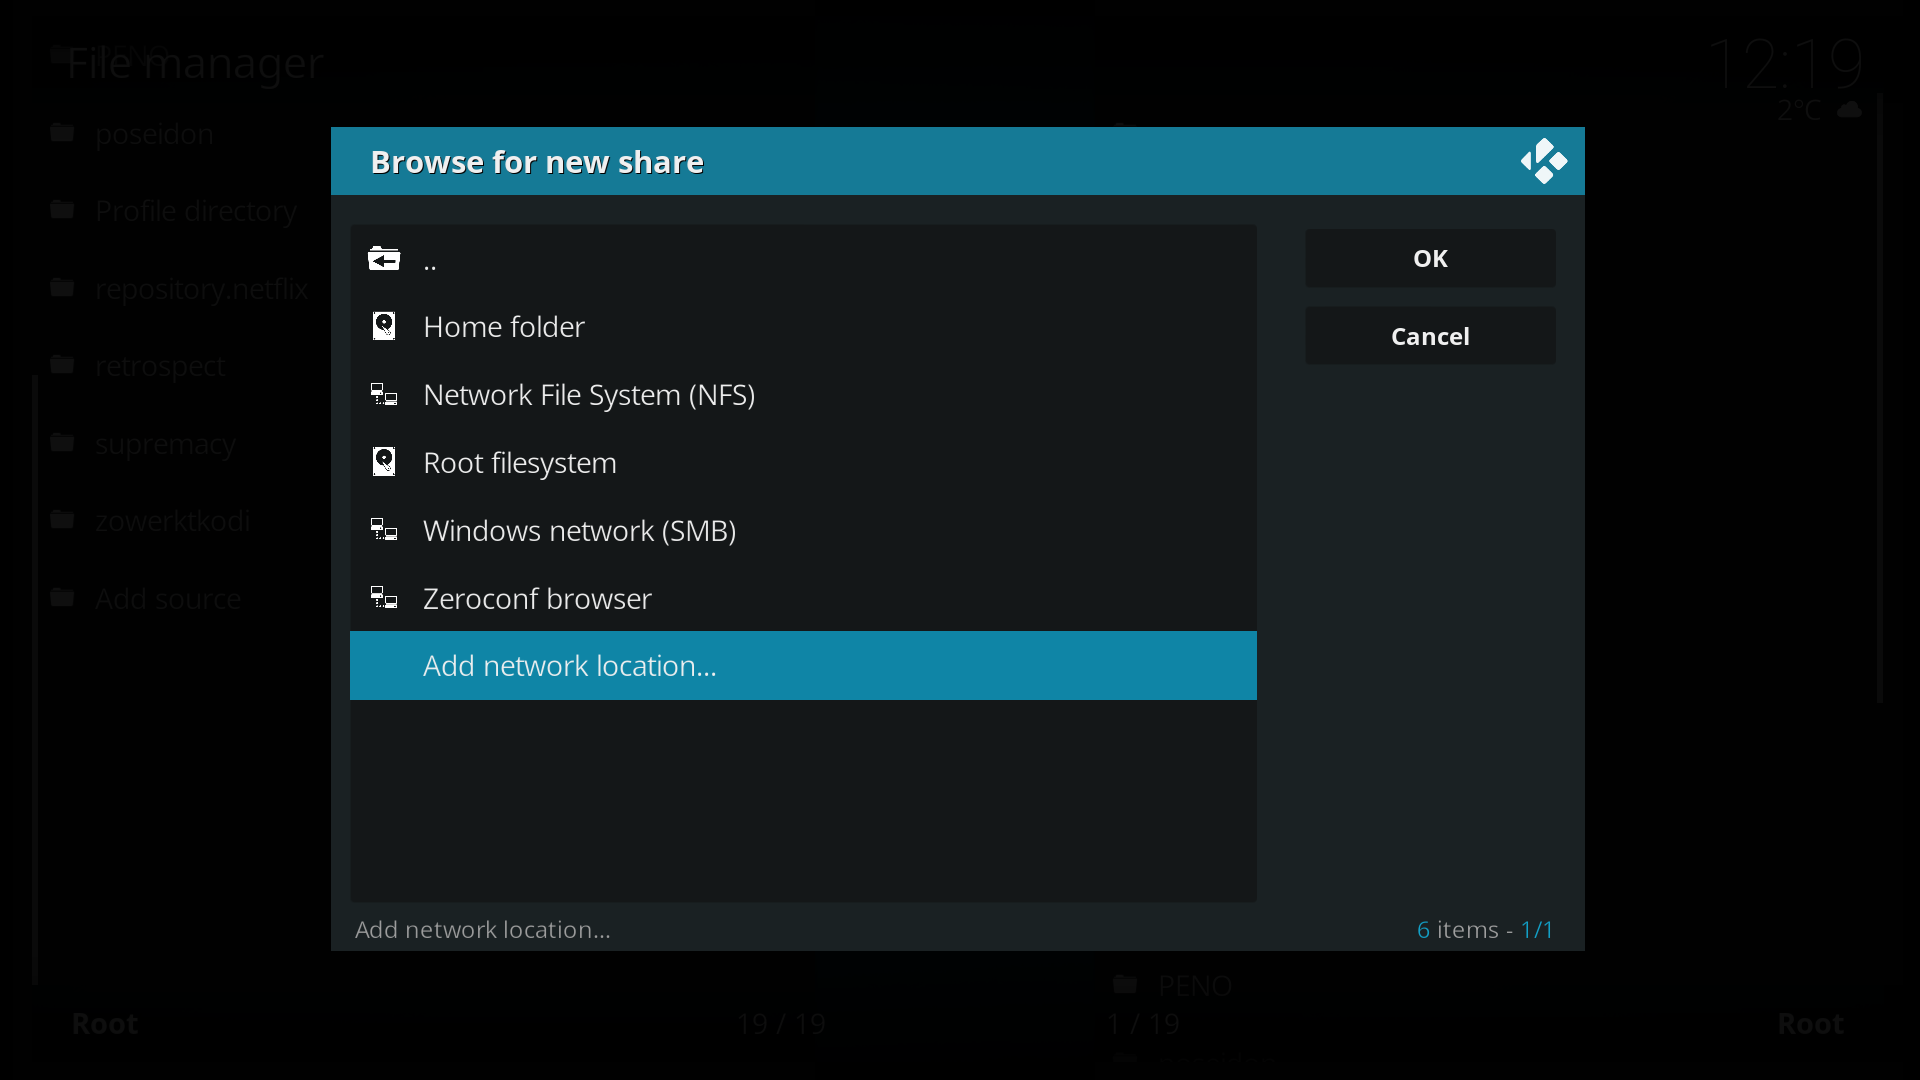 File manager
PENO
12:19
2°C
poseidon
Profile directory
repository.netflix
retrospect
supremacy
zowerktkodi
Add source
Browse for new share
..
Home folder
Network File System (NFS)
Root filesystem
Windows network (SMB)
Zeroconf browser
Add network location...
OK
Cancel
Add network location...
6 items - 1/1
PENO
Root
19 / 19
1 / 19
Root
poseidon